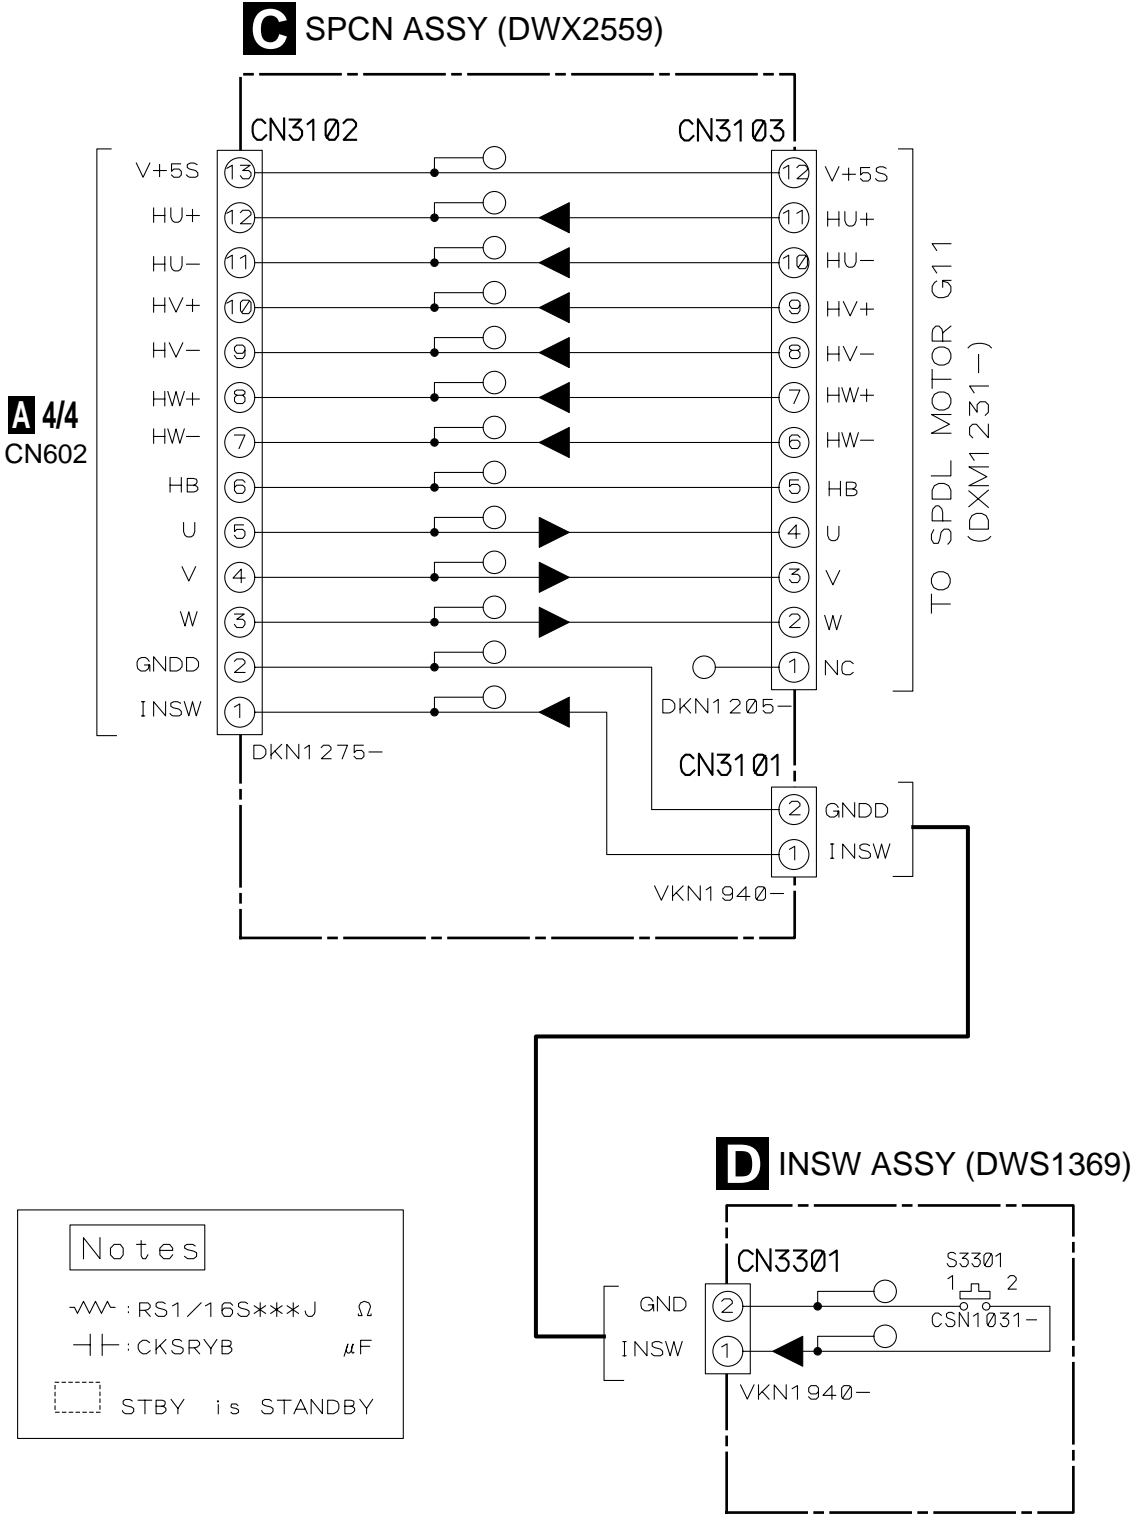 C SPCN ASSY (DWX2559)
CN3102
CN3103
V+5S 13 12 V+5S
HU+ 12 11 HU+
HU- 11 10 HU-
HV+ 10 9 HV+
HV- 9 8 HV-
HW+ 8 7 HW+
HW- 7 6 HW-
HB 6 5 HB
U 5 4 U
V 4 3 V
W 3 2 W
GNDD 2 1 NC
INSW 1
A 4/4
CN602
TO SPDL MOTOR G11
(DXM1231-)
DKN1205-
DKN1275-
CN3101
2 GNDD
1 INSW
VKN1940-
D INSW ASSY (DWS1369)
CN3301
S3301
1 2
CSN1031-
GND 2
INSW 1
VKN1940-
Notes
:RS1/16S***J Ω
:CKSRYB μF
STBY is STANDBY